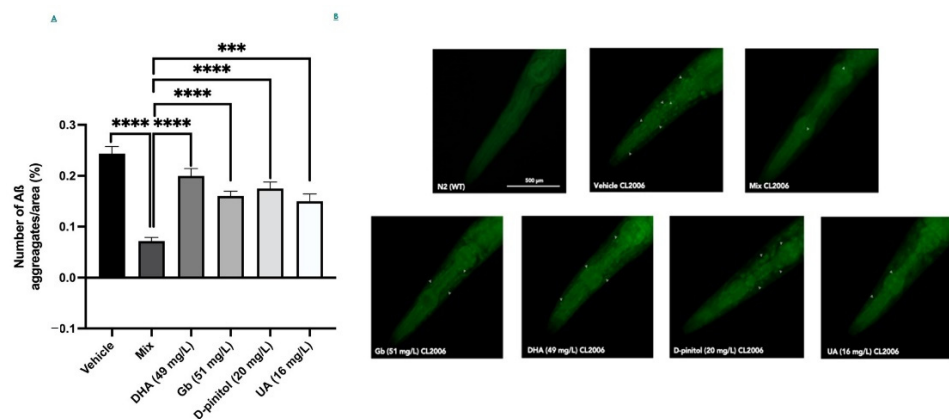 A
B
***
****
****
**** ****
Number of Aß
aggreagates/area (%)
0.3
0.2
0.1
0.0
−0.1
Vehicle
Mix
DHA (49 mg/L)
Gb (51 mg/L)
D-pinitol (20 mg/L)
UA (16 mg/L)
N2 (WT)
500 µm
Vehicle CL2006
Mix CL2006
Gb (51 mg/L) CL2006
DHA (49 mg/L) CL2006
D-pinitol (20 mg/L) CL2006
UA (16 mg/L) CL2006